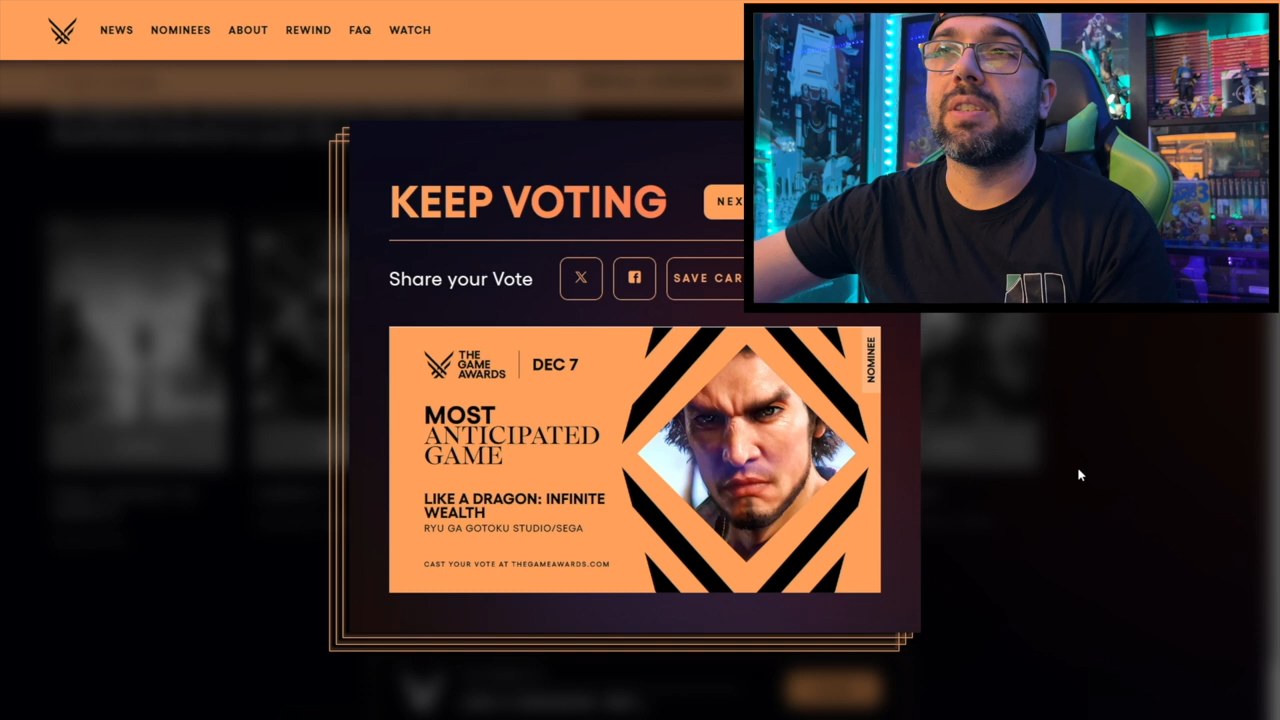 NEWS NOMINEES ABOUT REWIND FAQ WATCH
KEEP VOTING
NEX
Share your Vote
SAVE CAR
THE
GAME
AWARDS
DEC 7
NOMINEE
MOST
ANTICIPATED
GAME
LIKE A DRAGON: INFINITE
WEALTH
RYU GA GOTOKU STUDIO/SEGA
CAST YOUR VOTE AT THEGAMEAWARDS.COM